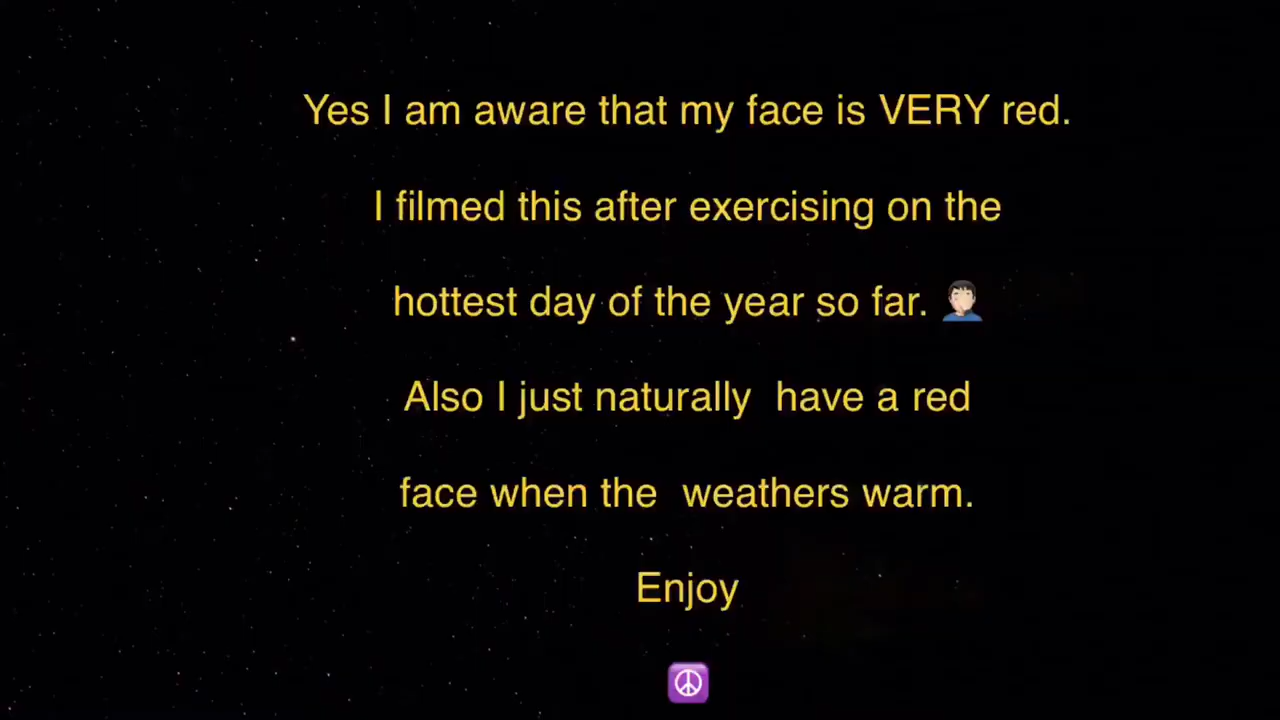 Yes I am aware that my face is VERY red.
I filmed this after exercising on the
hottest day of the year so far. 🤦🏻‍♂️
Also I just naturally  have a red
face when the  weathers warm.
Enjoy
☮️